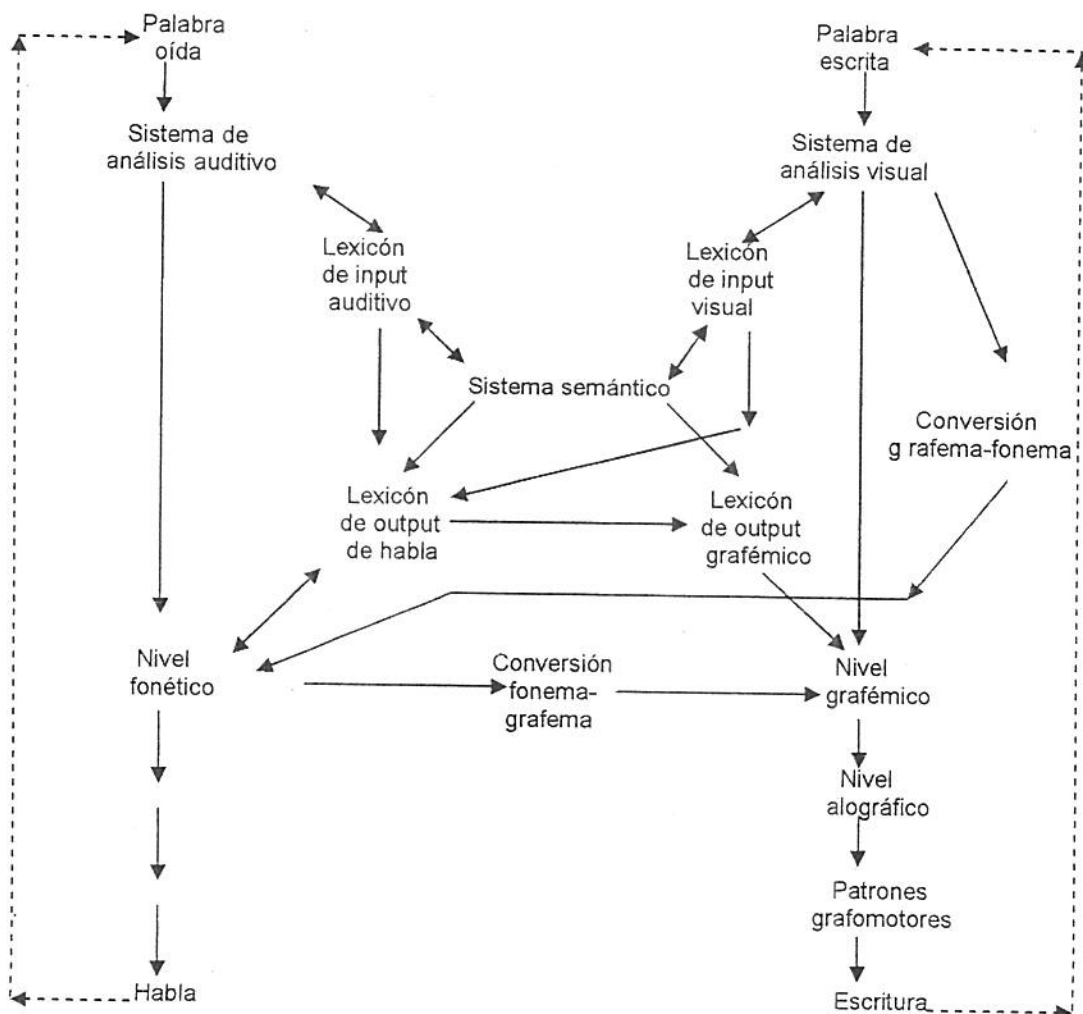 Palabra
oída
Palabra
escrita
Sistema de
análisis auditivo
Sistema de
análisis visual
Lexicón
de input
auditivo
Lexicón
de input
visual
Sistema semántico
Conversión
g rafema-fonema
Lexicón
de output
de habla
Lexicón
de output
grafémico
Nivel
fonético
Conversión
fonema-
grafema
Nivel
grafémico
Nivel
alográfico
Patrones
grafomotores
Habla
Escritura